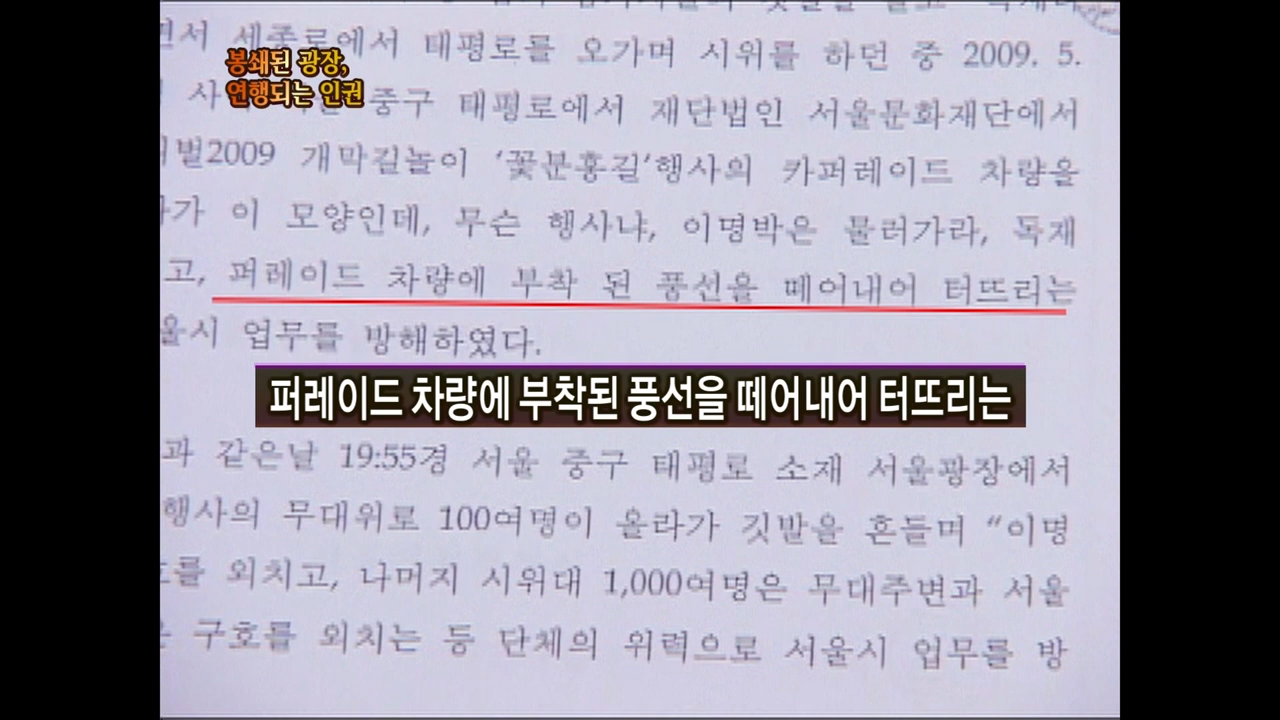 봉쇄된 광장,
연행되는 인권
면서 세종로에서 태평로를 오가며 시위를 하던 중 2009. 5.
사 중구 태평로에서 재단법인 서울문화재단에서
벌2009 개막길놀이 ‘꽃분홍길’행사의 카퍼레이드 차량을
가 이 모양인데, 무슨 행사냐, 이명박은 물러가라, 독재
고, 퍼레이드 차량에 부착 된 풍선을 떼어내어 터뜨리는
울시 업무를 방해하였다.
퍼레이드 차량에 부착된 풍선을 떼어내어 터뜨리는
과 같은날 19:55경 서울 중구 태평로 소재 서울광장에서
행사의 무대위로 100여명이 올라가 깃발을 흔들며 “이명
를 외치고, 나머지 시위대 1,000여명은 무대주변과 서울
구호를 외치는 등 단체의 위력으로 서울시 업무를 방